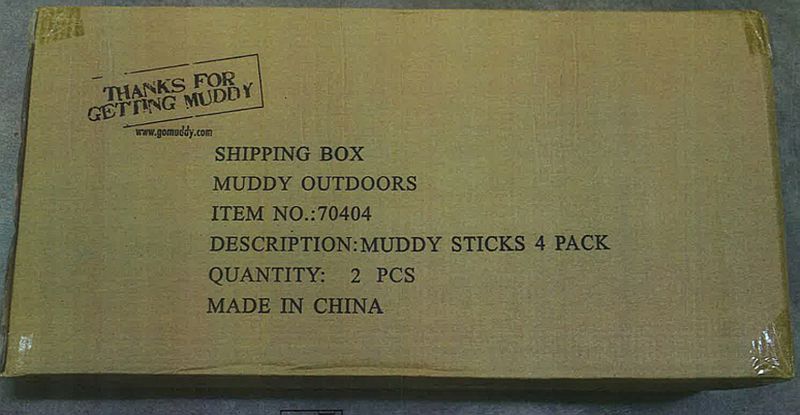 THANKS FOR
GETTING MUDDY
www.gomuddy.com
SHIPPING BOX
MUDDY OUTDOORS
ITEM NO.:70404
DESCRIPTION:MUDDY STICKS 4 PACK
QUANTITY: 2 PCS
MADE IN CHINA